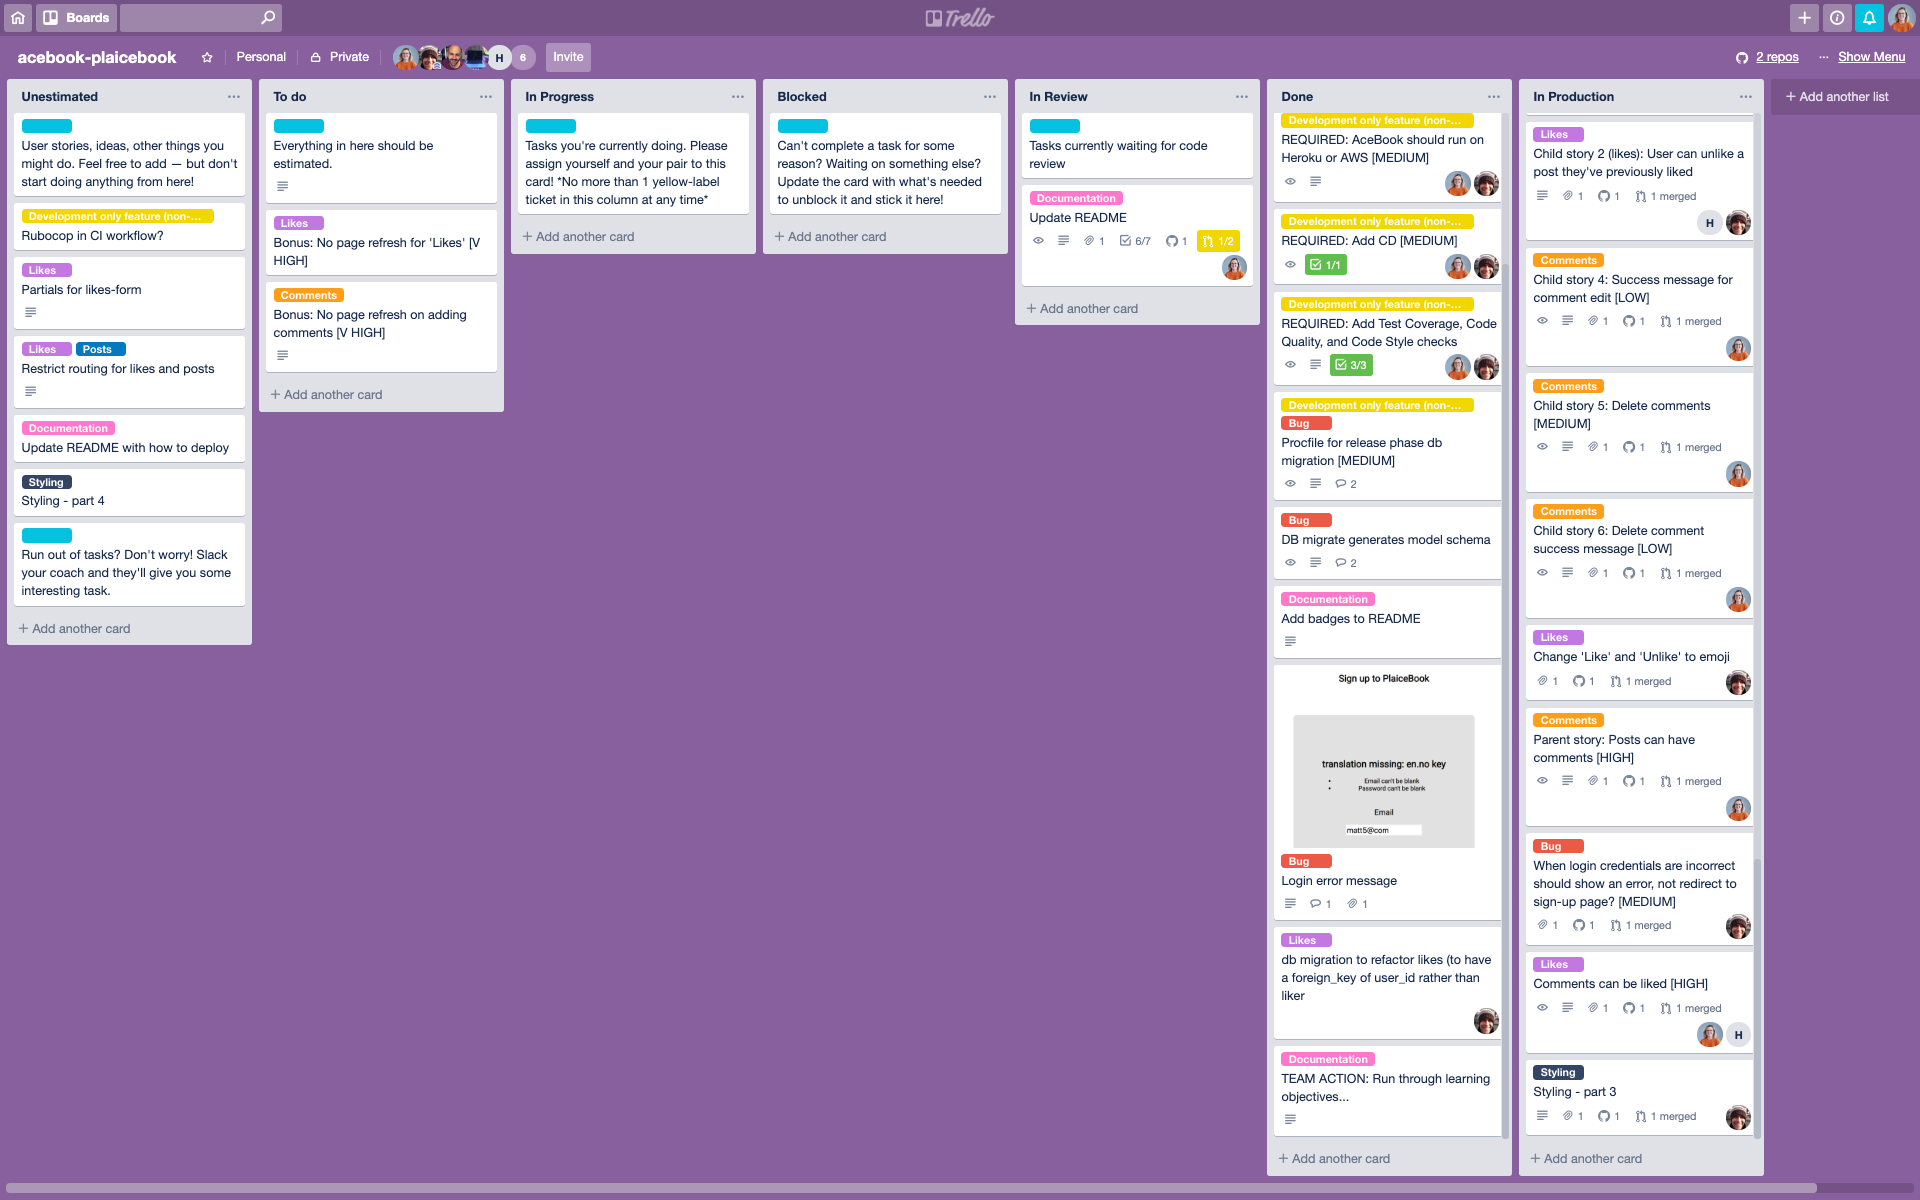 Boards
Trello
acebook-plaicebook
Personal
Private
H
6
Invite
2 repos
Show Menu
Unestimated
User stories, ideas, other things you
might do. Feel free to add — but don't
start doing anything from here!
Development only feature (non-...
Rubocop in CI workflow?
Likes
Partials for likes-form
Likes Posts
Restrict routing for likes and posts
Documentation
Update README with how to deploy
Styling
Styling - part 4
Run out of tasks? Don't worry! Slack
your coach and they'll give you some
interesting task.
+ Add another card
To do
Everything in here should be
estimated.
Likes
Bonus: No page refresh for 'Likes' [V
HIGH]
Comments
Bonus: No page refresh on adding
comments [V HIGH]
+ Add another card
In Progress
Tasks you're currently doing. Please
assign yourself and your pair to this
card! *No more than 1 yellow-label
ticket in this column at any time*
+ Add another card
Blocked
Can't complete a task for some
reason? Waiting on something else?
Update the card with what's needed
to unblock it and stick it here!
+ Add another card
In Review
Tasks currently waiting for code
review
Documentation
Update README
1 6/7 1 1/2
+ Add another card
Done
Development only feature (non-...
REQUIRED: AceBook should run on
Heroku or AWS [MEDIUM]
Development only feature (non-...
REQUIRED: Add CD [MEDIUM]
1/1
Development only feature (non-...
REQUIRED: Add Test Coverage, Code
Quality, and Code Style checks
3/3
Development only feature (non-...
Bug
Procfile for release phase db
migration [MEDIUM]
2
Bug
DB migrate generates model schema
2
Documentation
Add badges to README
Sign up to PlaiceBook
translation missing: en.no key
• Email can't be blank
• Password can't be blank
Email
matt5@com
Bug
Login error message
1 1
Likes
db migration to refactor likes (to have
a foreign_key of user_id rather than
liker
Documentation
TEAM ACTION: Run through learning
objectives...
+ Add another card
In Production
Likes
Child story 2 (likes): User can unlike a
post they've previously liked
1 1 1 merged
H
Comments
Child story 4: Success message for
comment edit [LOW]
1 1 1 merged
Comments
Child story 5: Delete comments
[MEDIUM]
1 1 1 merged
Comments
Child story 6: Delete comment
success message [LOW]
1 1 1 merged
Likes
Change 'Like' and 'Unlike' to emoji
1 1 1 merged
Comments
Parent story: Posts can have
comments [HIGH]
1 1 1 merged
Bug
When login credentials are incorrect
should show an error, not redirect to
sign-up page? [MEDIUM]
1 1 1 merged
Likes
Comments can be liked [HIGH]
1 1 1 merged
H
Styling
Styling - part 3
1 1 1 merged
+ Add another card
+ Add another list